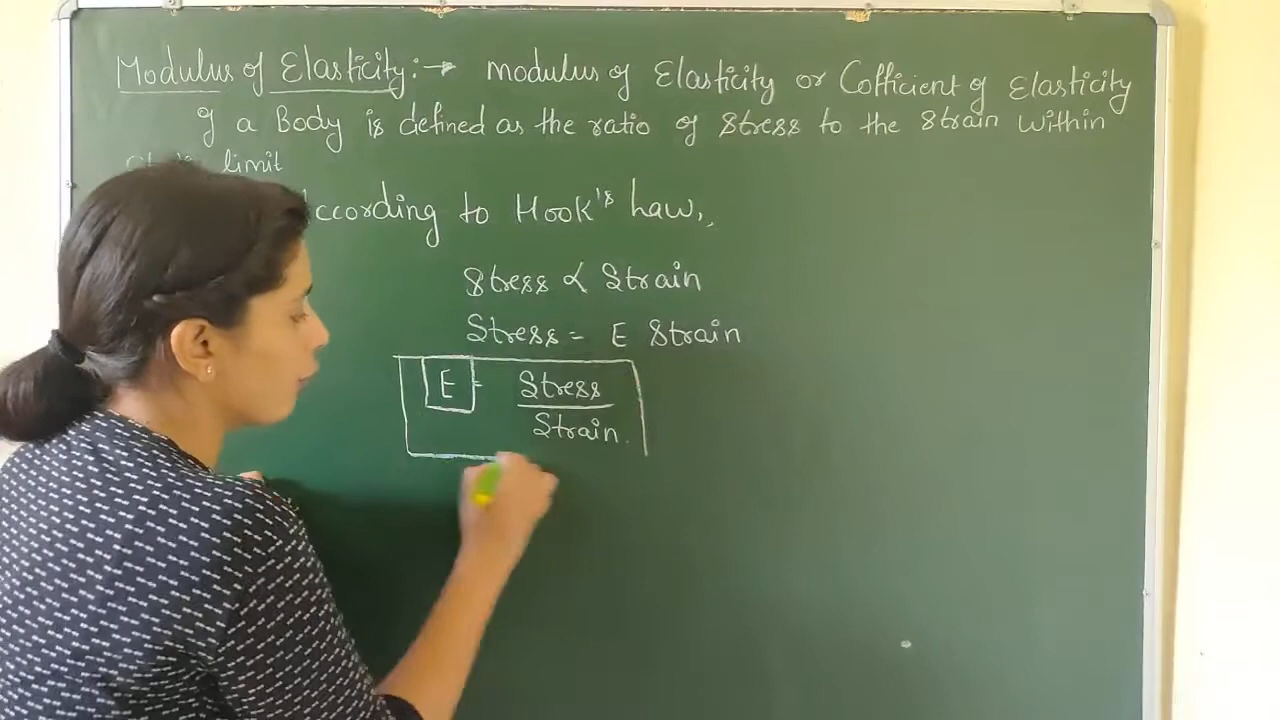 Modulus of Elasticity:→ modulus of Elasticity or Cofficient of Elasticity
of a Body is defined as the ratio of stress to the strain within
limit
ccording to Hook's Law,
Stress ∝ Strain
Stress = E Strain
E = Stress
Strain.